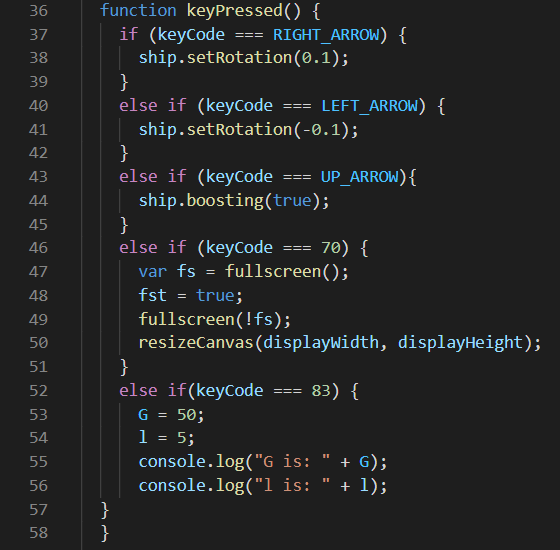 36 function keyPressed() {
37 if (keyCode === RIGHT_ARROW) {
38 ship.setRotation(0.1);
39 }
40 else if (keyCode === LEFT_ARROW) {
41 ship.setRotation(-0.1);
42 }
43 else if (keyCode === UP_ARROW){
44 ship.boosting(true);
45 }
46 else if (keyCode === 70) {
47 var fs = fullscreen();
48 fst = true;
49 fullscreen(!fs);
50 resizeCanvas(displayWidth, displayHeight);
51 }
52 else if(keyCode === 83) {
53 G = 50;
54 l = 5;
55 console.log("G is: " + G);
56 console.log("l is: " + l);
57 }
58 }